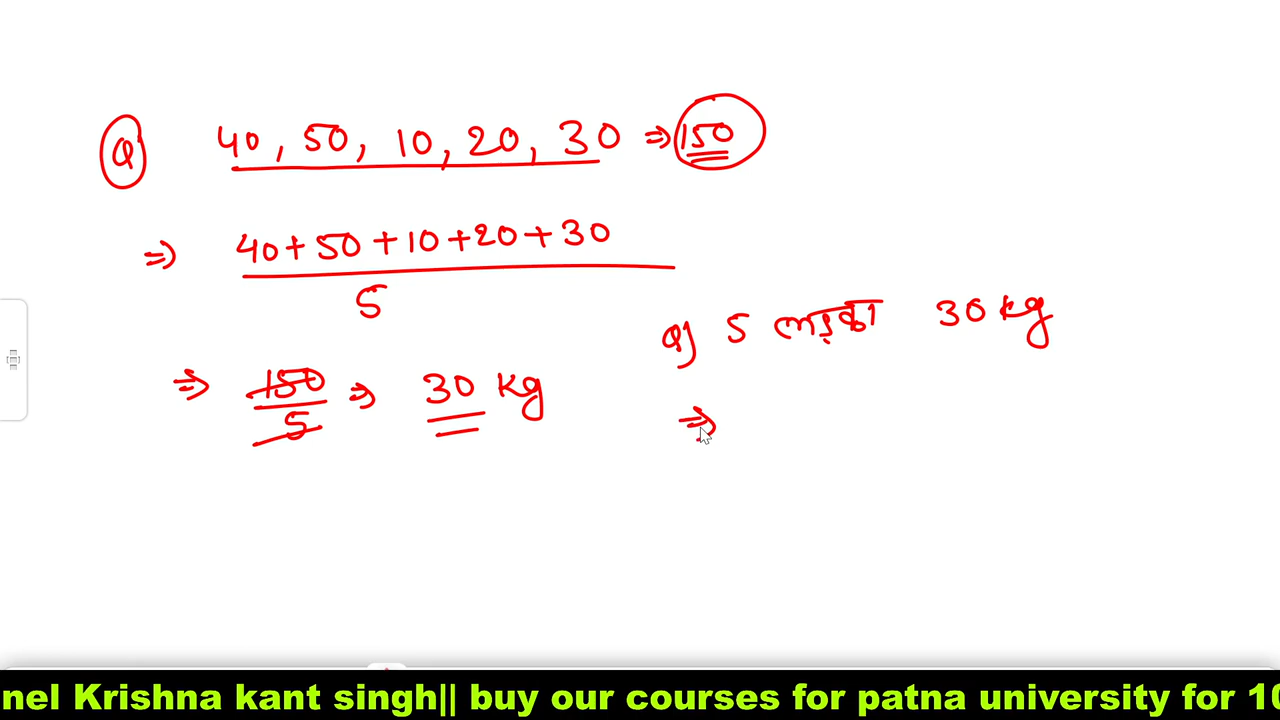 Q) 40, 50, 10, 20, 30 ⇒ 150
⇒ 40+50+10+20+30
5
⇒ 150/5 ⇒ 30 kg
Q) 5 लड़का 30 kg
⇒
nel Krishna kant singh|| buy our courses for patna university for 10